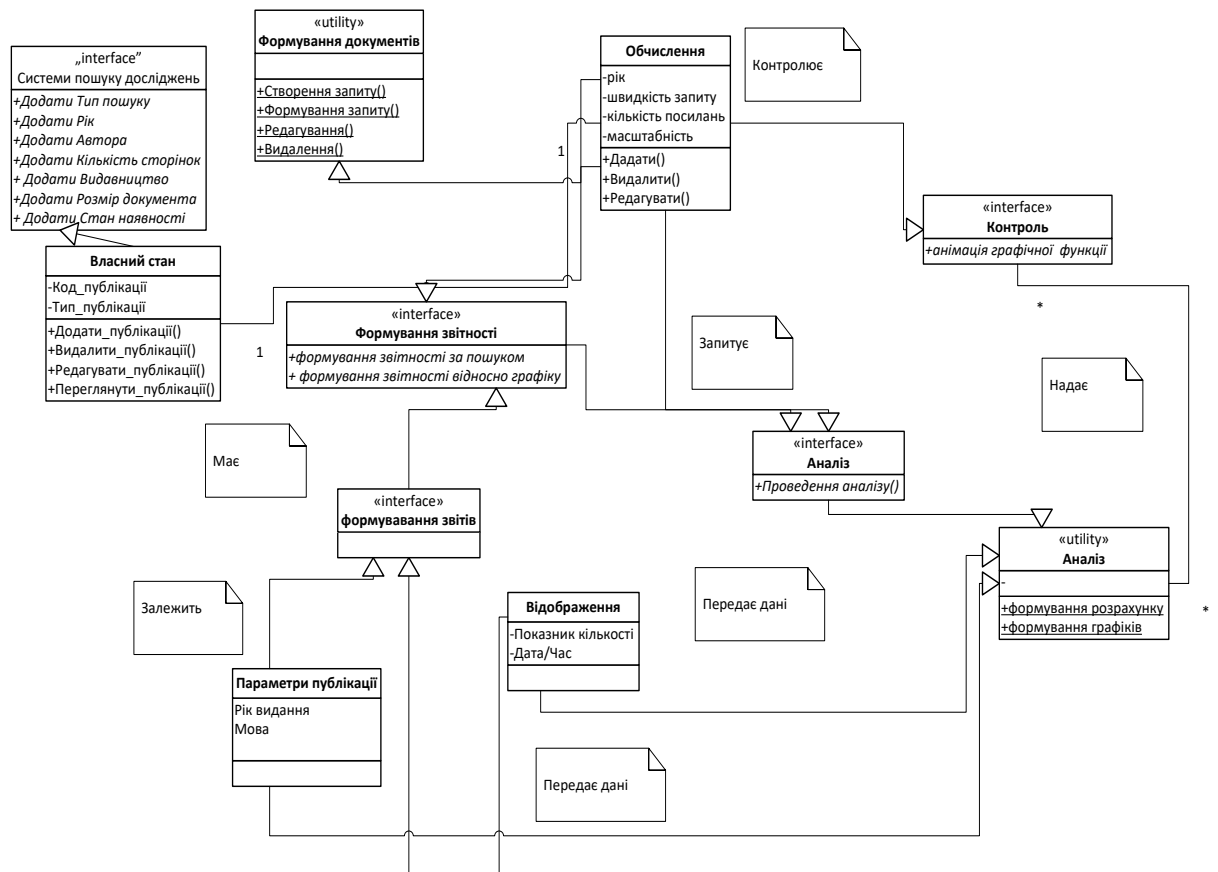 «utility»
Формування документів
+Створення запиту()
+Формування запиту()
+Редагування()
+Видалення()
„interface”
Системи пошуку досліджень
+Додати Тип пошуку
+Додати Рік
+Додати Автора
+Додати Кількість сторінок
+ Додати Видавництво
+Додати Розмір документа
+ Додати Стан наявності
Обчислення
-рік
-швидкість запиту
-кількість посилань
-масштабність
+Дадати()
+Видалити()
+Редагувати()
Контролює
1
«interface»
Контроль
+анімація графічної функції
*
Власний стан
-Код_публікації
-Тип_публікації
+Додати_публікації()
+Видалити_публікації()
+Редагувати_публікації()
+Переглянути_публікації()
1
«interface»
Формування звітності
+формування звітності за пошуком
+ формування звітності відносно графіку
Запитує
Надає
Має
«interface»
Аналіз
+Проведення аналізу()
«interface»
формувавання звітів
«utility»
Аналіз
-
+формування розрахунку
+формування графіків
*
Залежить
Відображення
-Показник кількості
-Дата/Час
Передає дані
Параметри публікації
Рік видання
Мова
Передає дані